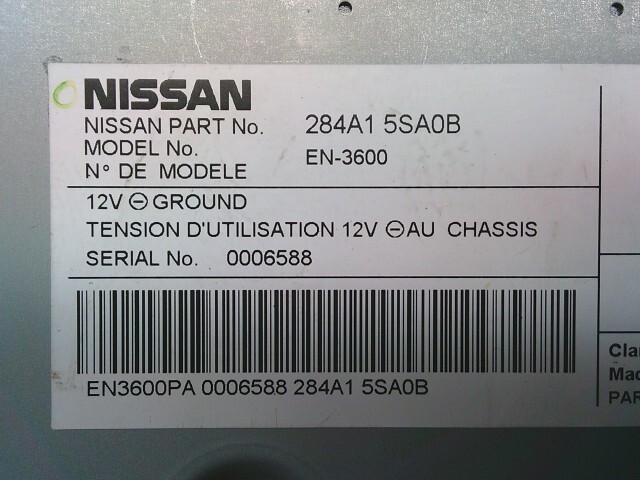 NISSAN
NISSAN PART No. 284A1 5SA0B
MODEL No.
N° DE MODELE EN-3600
12V ⊖ GROUND
TENSION D'UTILISATION 12V ⊖ AU CHASSIS
SERIAL No. 0006588
EN3600PA 0006588 284A1 5SA0B
PAR